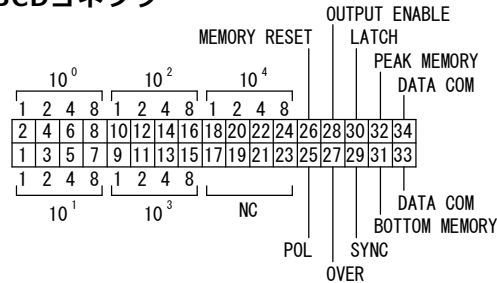 BCDコネクタ
OUTPUT ENABLE
MEMORY RESET LATCH
PEAK MEMORY
10⁰ 10² 10⁴ DATA COM
1 2 4 8 1 2 4 8 1 2 4 8
2 4 6 8 10 12 14 16 18 20 22 24 26 28 30 32 34
1 3 5 7 9 11 13 15 17 19 21 23 25 27 29 31 33
1 2 4 8 1 2 4 8
10¹ 10³ NC DATA COM
BOTTOM MEMORY
POL SYNC
OVER